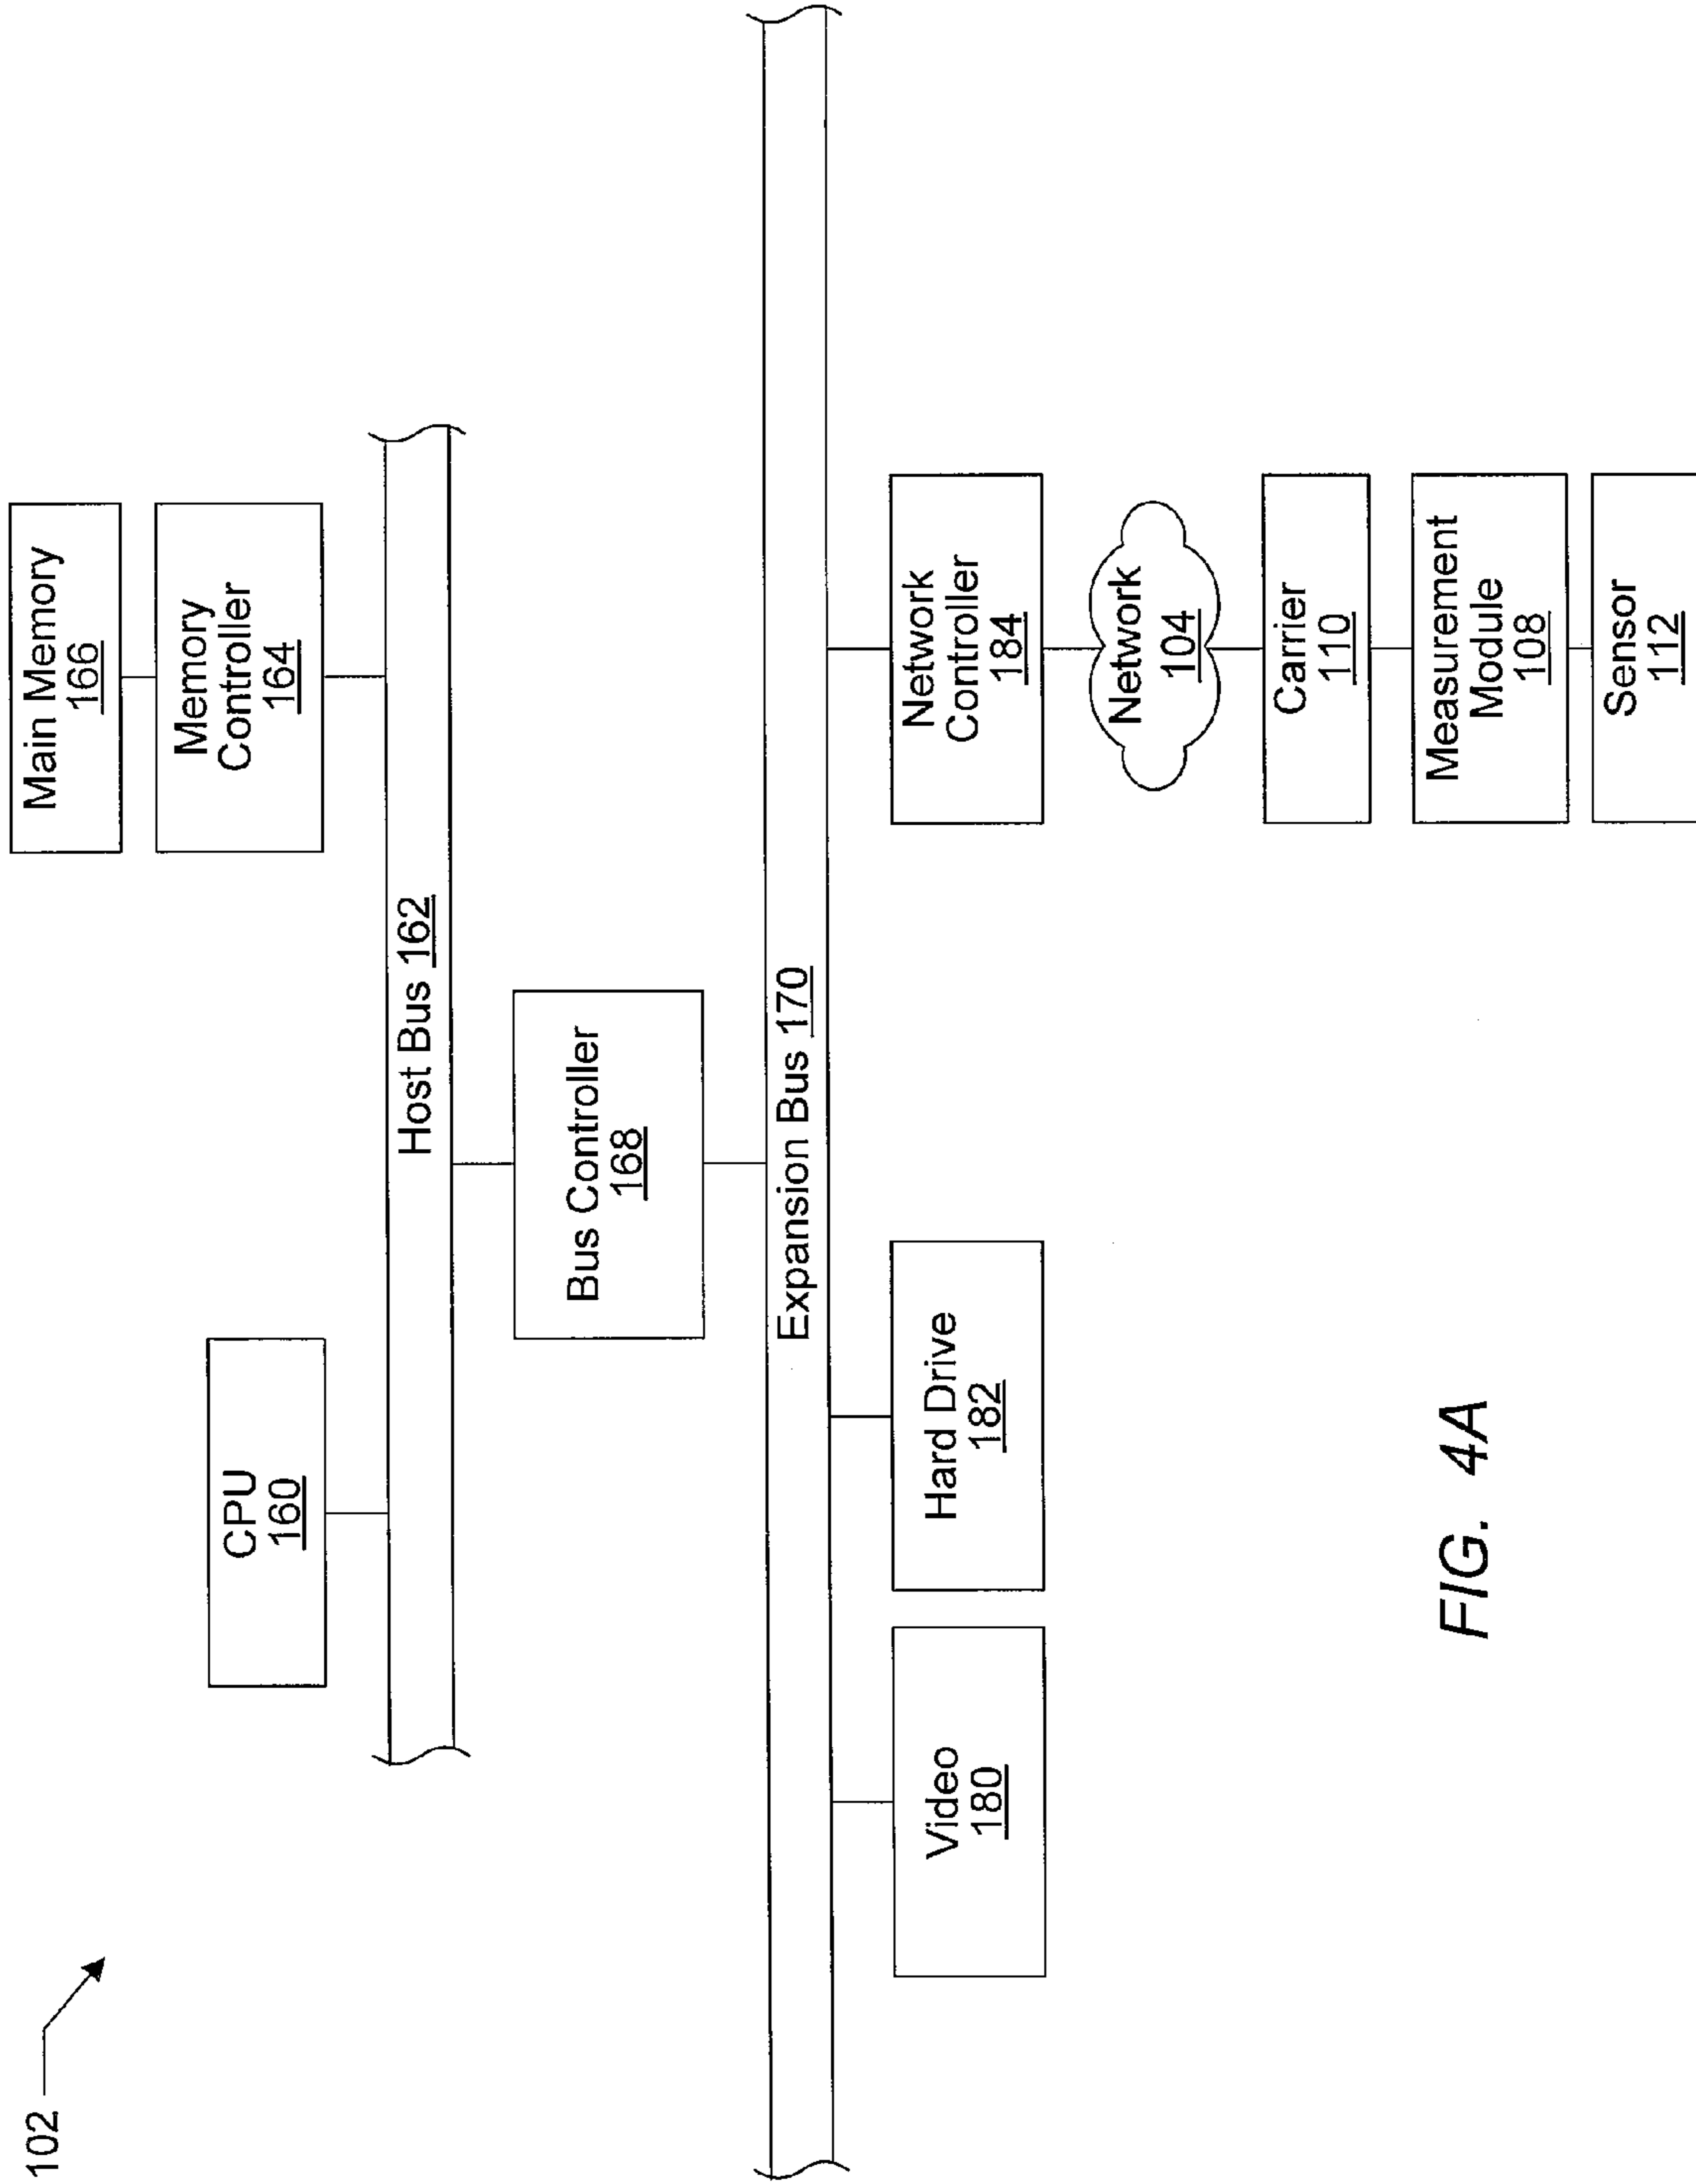 102
CPU
160
Main Memory
166
Memory
Controller
164
Host Bus 162
Bus Controller
168
Expansion Bus 170
Video
180
Hard Drive
182
Network
Controller
184
Network
104
Carrier
110
Measurement
Module
108
Sensor
112
FIG. 4A